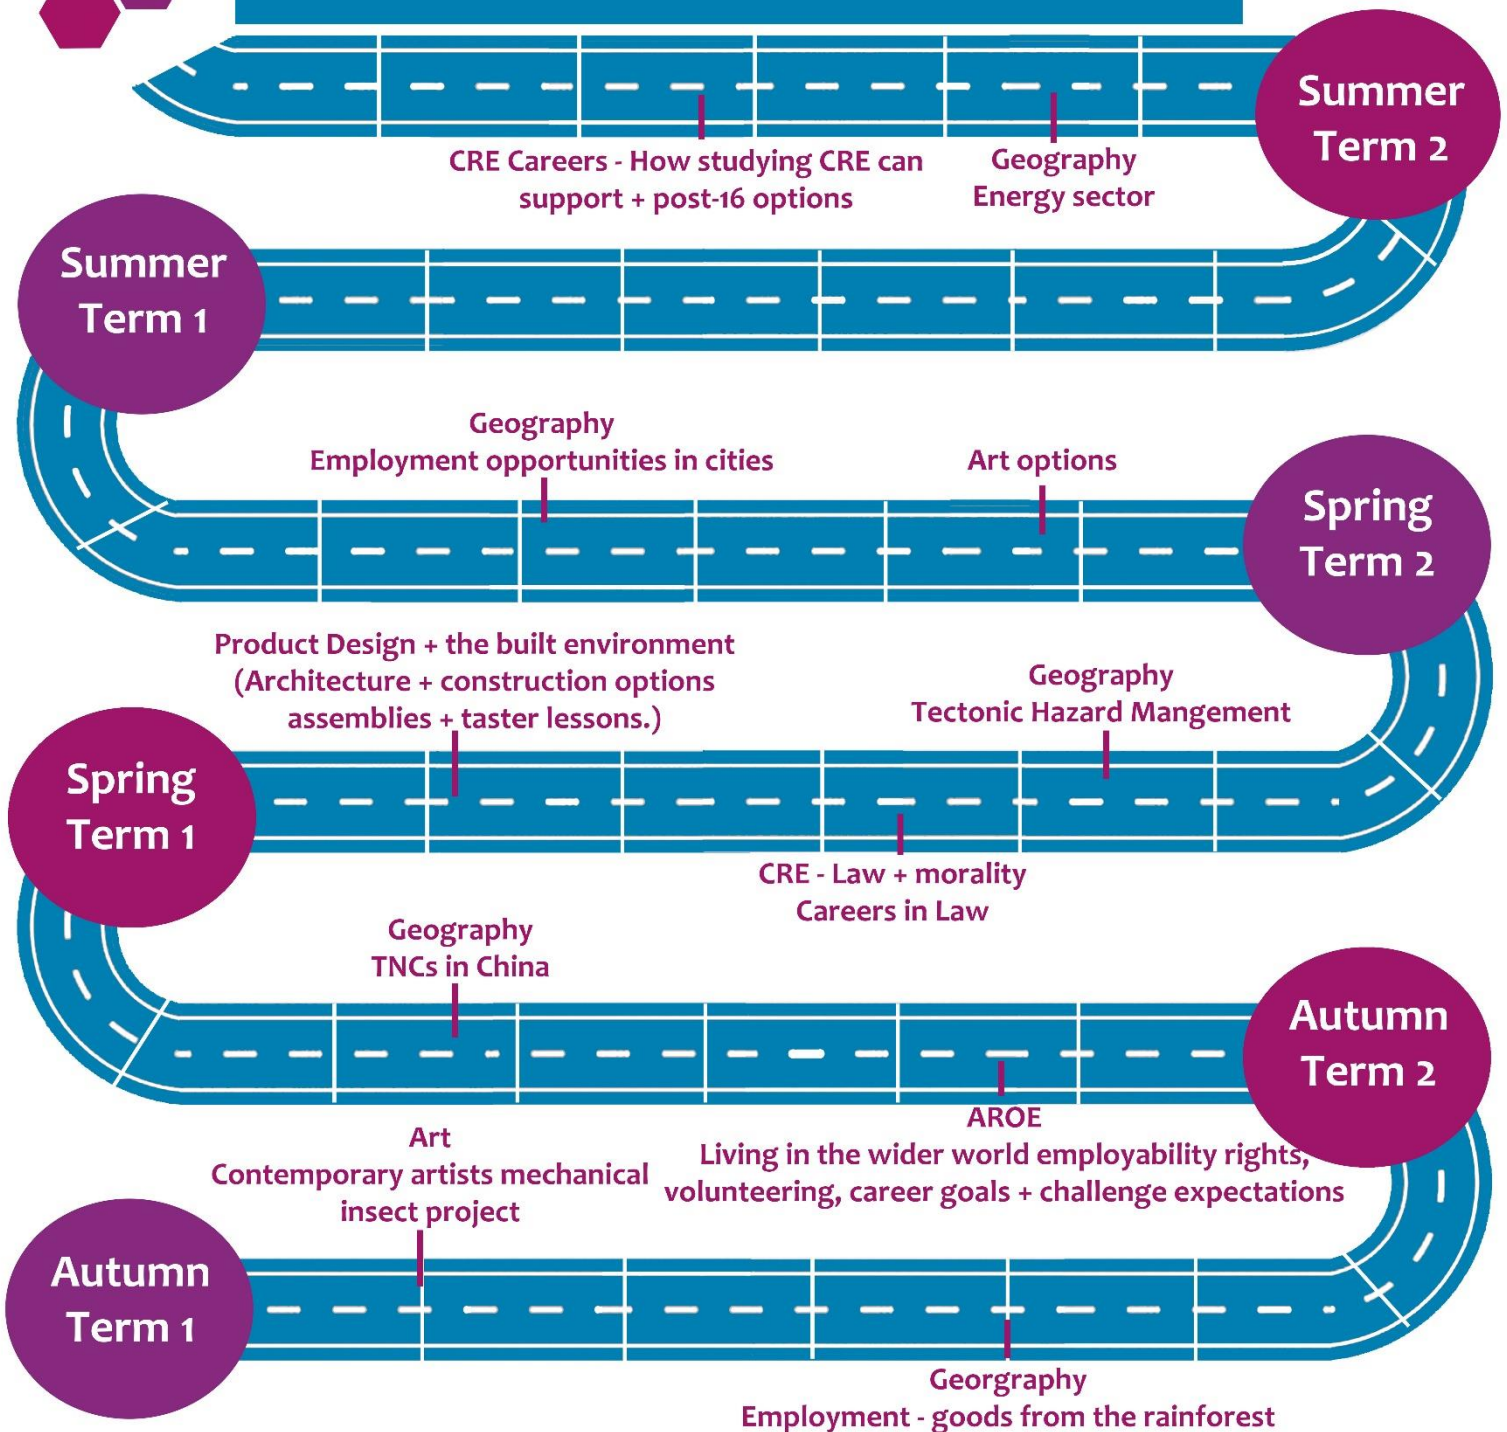 Summer
Term 2
CRE Careers - How studying CRE can
support + post-16 options
Geography
Energy sector
Summer
Term 1
Geography
Employment opportunities in cities
Art options
Spring
Term 2
Product Design + the built environment
(Architecture + construction options
assemblies + taster lessons.)
Geography
Tectonic Hazard Mangement
Spring
Term 1
CRE - Law + morality
Careers in Law
Geography
TNCs in China
Autumn
Term 2
AROE
Living in the wider world employability rights,
volunteering, career goals + challenge expectations
Art
Contemporary artists mechanical
insect project
Autumn
Term 1
Georgraphy
Employment - goods from the rainforest